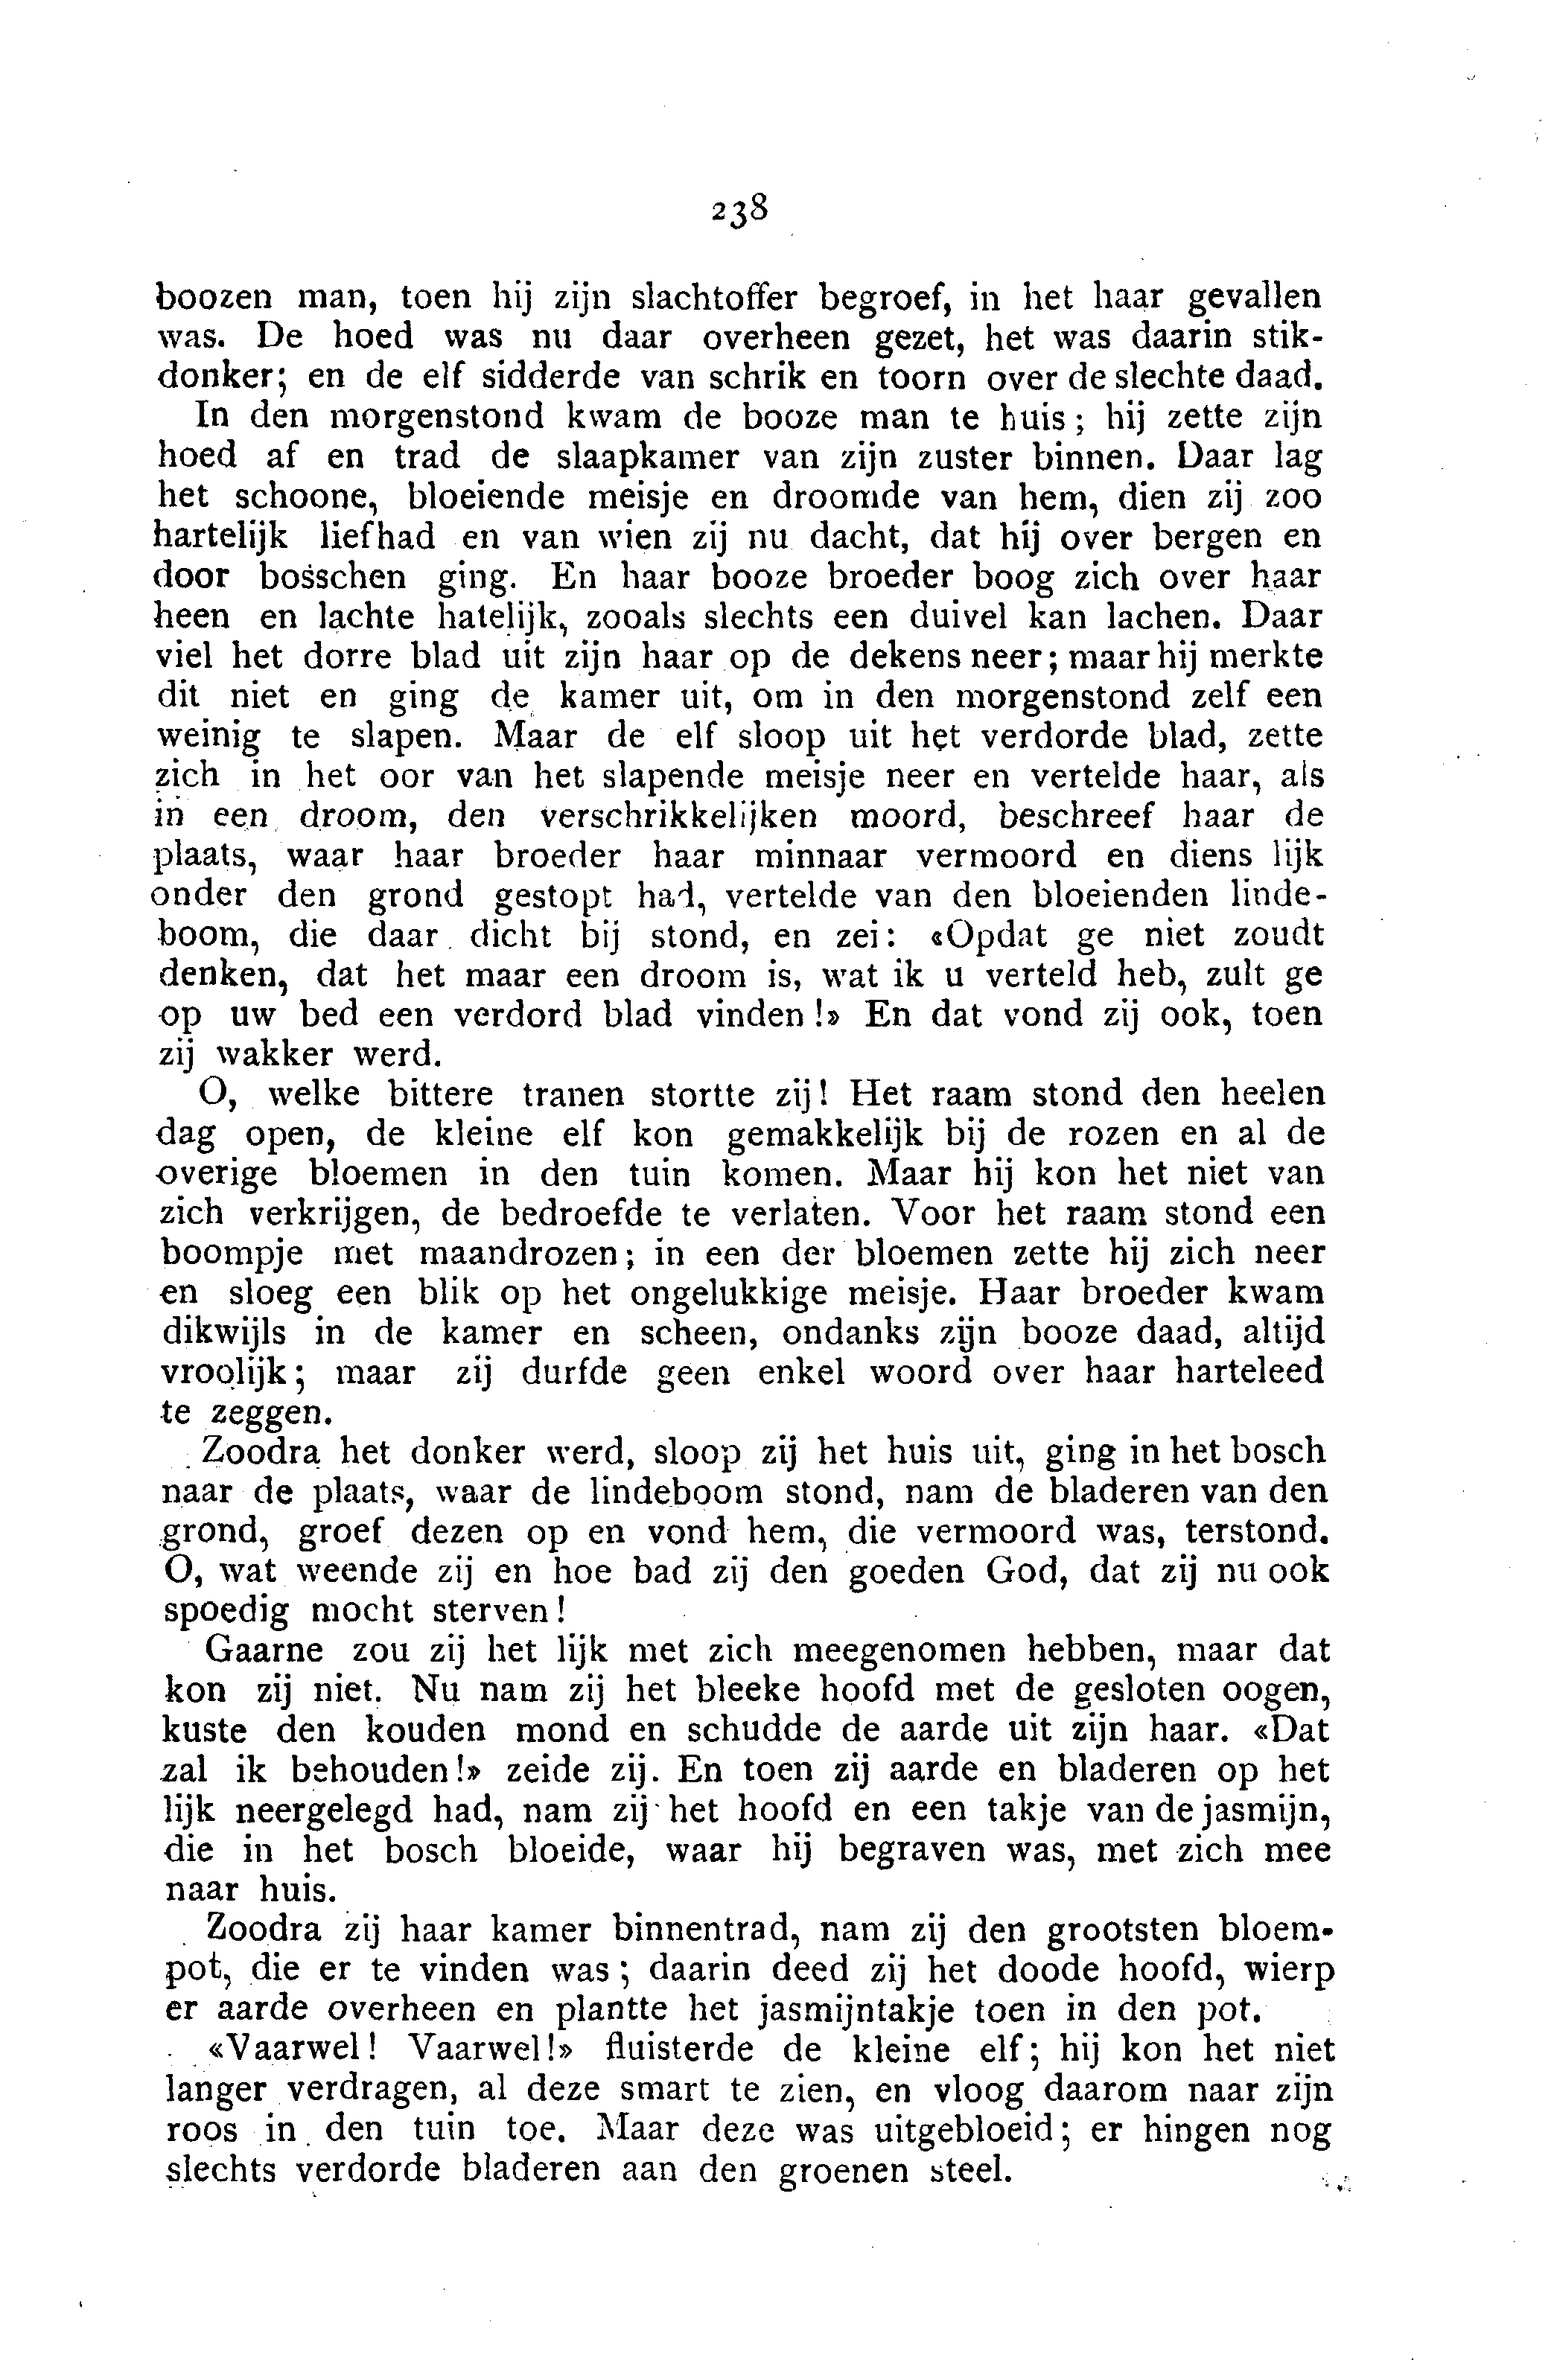 238
boozen man, toen hij zijn slachtoffer begroef, in het haar gevallen
was. De hoed was nu daar overheen gezet, het was daarin stik-
donker; en de elf sidderde van schrik en toorn over de slechte daad.
In den morgenstond kwam de booze man te huis; hij zette zijn
hoed af en trad de slaapkamer van zijn zuster binnen. Daar lag
het schoone, bloeiende meisje en droomde van hem, dien zij zoo
hartelijk liefhad en van wien zij nu dacht, dat hij over bergen en
door bosschen ging. En haar booze broeder boog zich over haar
heen en lachte hatelijk, zooals slechts een duivel kan lachen. Daar
viel het dorre blad uit zijn haar op de dekens neer; maar hij merkte
dit niet en ging de kamer uit, om in den morgenstond zelf een
weinig te slapen. Maar de elf sloop uit het verdorde blad, zette
zich in het oor van het slapende meisje neer en vertelde haar, als
in een droom, den verschrikkelijken moord, beschreef haar de
plaats, waar haar broeder haar minnaar vermoord en diens lijk
onder den grond gestopt had, vertelde van den bloeienden linde-
boom, die daar dicht bij stond, en zei: «Opdat ge niet zoudt
denken, dat het maar een droom is, wat ik u verteld heb, zult ge
op uw bed een verdord blad vinden!» En dat vond zij ook, toen
zij wakker werd.
O, welke bittere tranen stortte zij! Het raam stond den heelen
dag open, de kleine elf kon gemakkelijk bij de rozen en al de
overige bloemen in den tuin komen. Maar hij kon het niet van
zich verkrijgen, de bedroefde te verlaten. Voor het raam stond een
boompje met maandrozen; in een der bloemen zette hij zich neer
en sloeg een blik op het ongelukkige meisje. Haar broeder kwam
dikwijls in de kamer en scheen, ondanks zijn booze daad, altijd
vroolijk; maar zij durfde geen enkel woord over haar harteleed
te zeggen.
Zoodra het donker werd, sloop zij het huis uit, ging in het bosch
naar de plaats, waar de lindeboom stond, nam de bladeren van den
grond, groef dezen op en vond hem, die vermoord was, terstond.
O, wat weende zij en hoe bad zij den goeden God, dat zij nu ook
spoedig mocht sterven!
Gaarne zou zij het lijk met zich meegenomen hebben, maar dat
kon zij niet. Nu nam zij het bleeke hoofd met de gesloten oogen,
kuste den kouden mond en schudde de aarde uit zijn haar. «Dat
zal ik behouden!» zeide zij. En toen zij aarde en bladeren op het
lijk neergelegd had, nam zij het hoofd en een takje van de jasmijn,
die in het bosch bloeide, waar hij begraven was, met zich mee
naar huis.
Zoodra zij haar kamer binnentrad, nam zij den grootsten bloem-
pot, die er te vinden was; daarin deed zij het doode hoofd, wierp
er aarde overheen en plantte het jasmijntakje toen in den pot.
«Vaarwel! Vaarwel!» fluisterde de kleine elf; hij kon het niet
langer verdragen, al deze smart te zien, en vloog daarom naar zijn
roos in den tuin toe. Maar deze was uitgebloeid; er hingen nog
slechts verdorde bladeren aan den groenen steel.